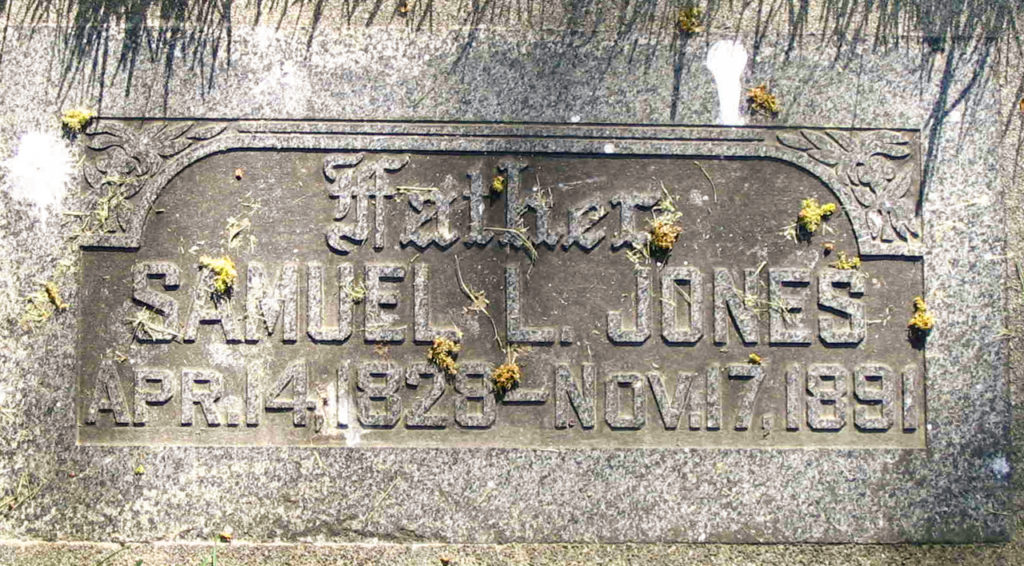 Father
SAMUEL L. JONES
APR. 14. 1828 - NOV. 17. 1891